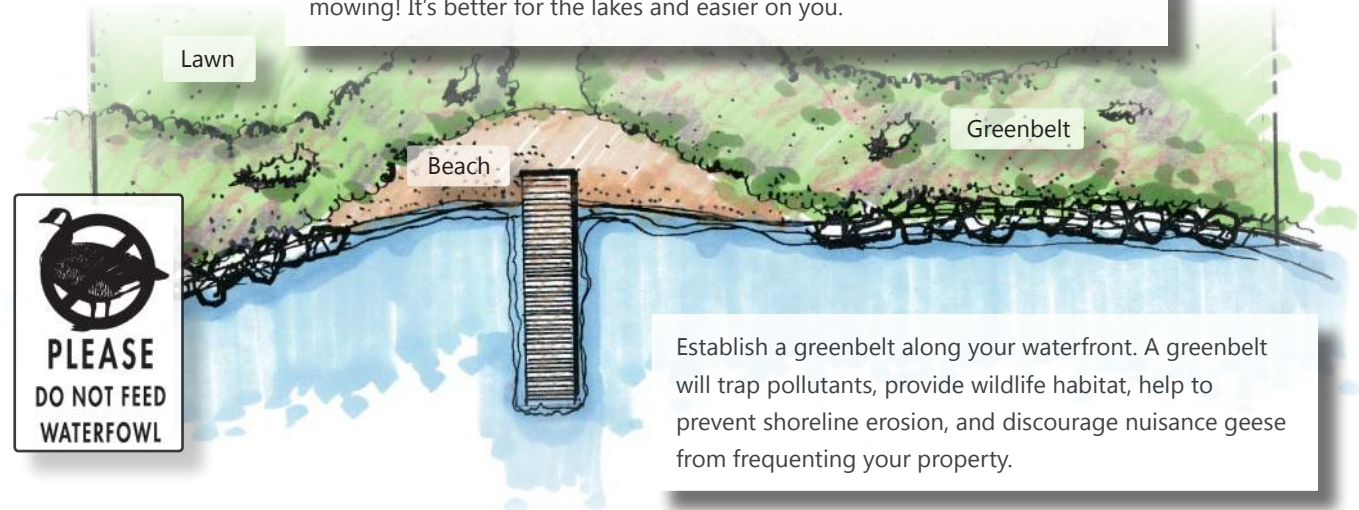 mowing! It's better for the lakes and easier on you.
Lawn
Greenbelt
Beach
PLEASE
DO NOT FEED
WATERFOWL
Establish a greenbelt along your waterfront. A greenbelt
will trap pollutants, provide wildlife habitat, help to
prevent shoreline erosion, and discourage nuisance geese
from frequenting your property.